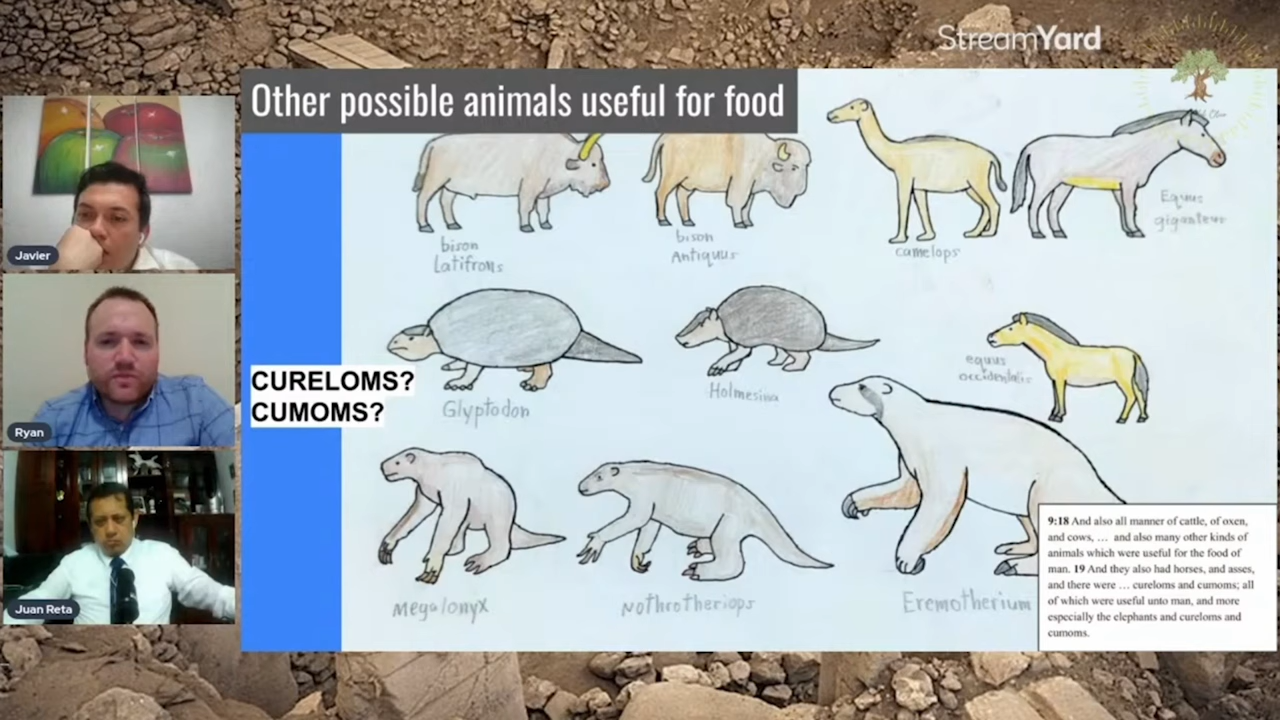 StreamYard
Other possible animals useful for food
Javier
Ryan
Juan Reta
bison
Latifrons
bison
Antiquus
camelops
Equus
giganteus
CURELOMS?
CUMOMS?
Glyptodon
Holmesina
equus
occidentalis
Megalonyx
Nothrotheriops
Eremotherium
9:18 And also all manner of cattle, of oxen,
and cows, ... and also many other kinds of
animals which were useful for the food of
man. 19 And they also had horses, and asses,
and there were ... cureloms and cumoms; all
of which were useful unto man, and more
especially the elephants and cureloms and
cumoms.